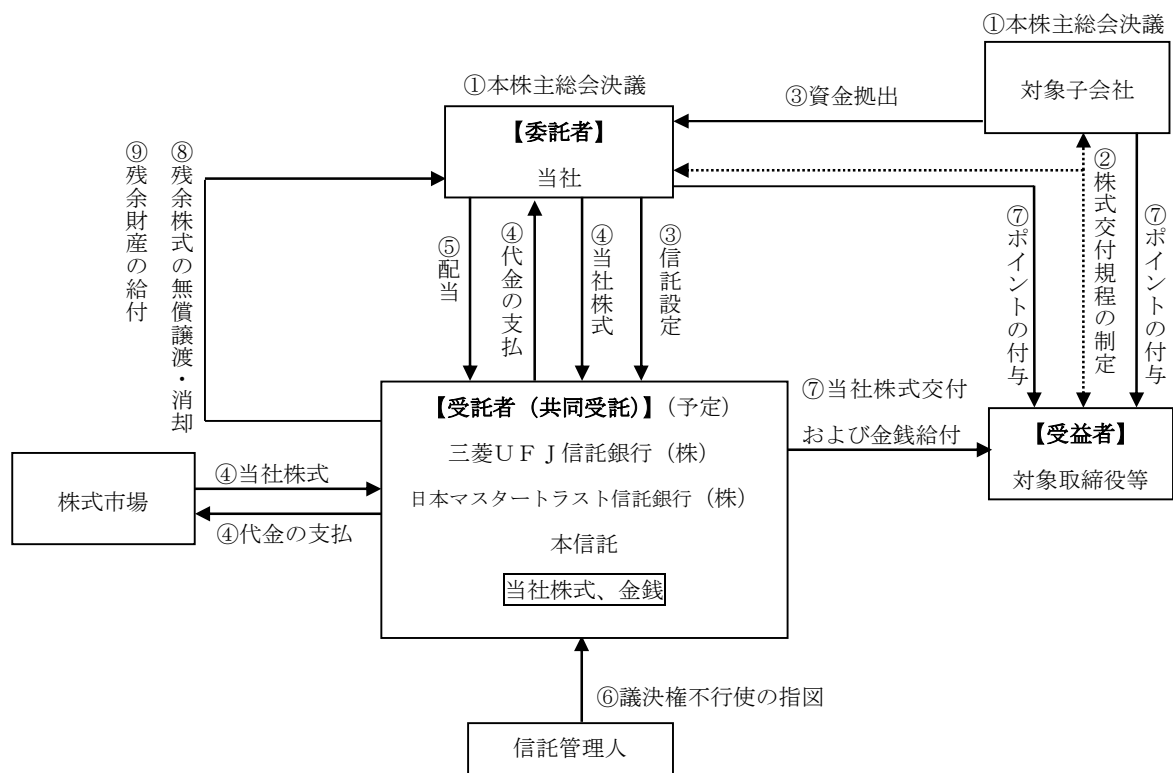 ①本株主総会決議
対象子会社
①本株主総会決議
③資金拠出
【委託者】
当社
⑨残余財産の給付
⑧残余株式の無償譲渡・消却
⑤配当
④代金の支払
④当社株式
③信託設定
⑦ポイントの付与
②株式交付規程の制定
⑦ポイントの付与
【受託者（共同受託）】（予定）
三菱ＵＦＪ信託銀行（株）
日本マスタートラスト信託銀行（株）
本信託
当社株式、金銭
⑦当社株式交付
および金銭給付
【受益者】
対象取締役等
株式市場
④当社株式
④代金の支払
⑥議決権不行使の指図
信託管理人